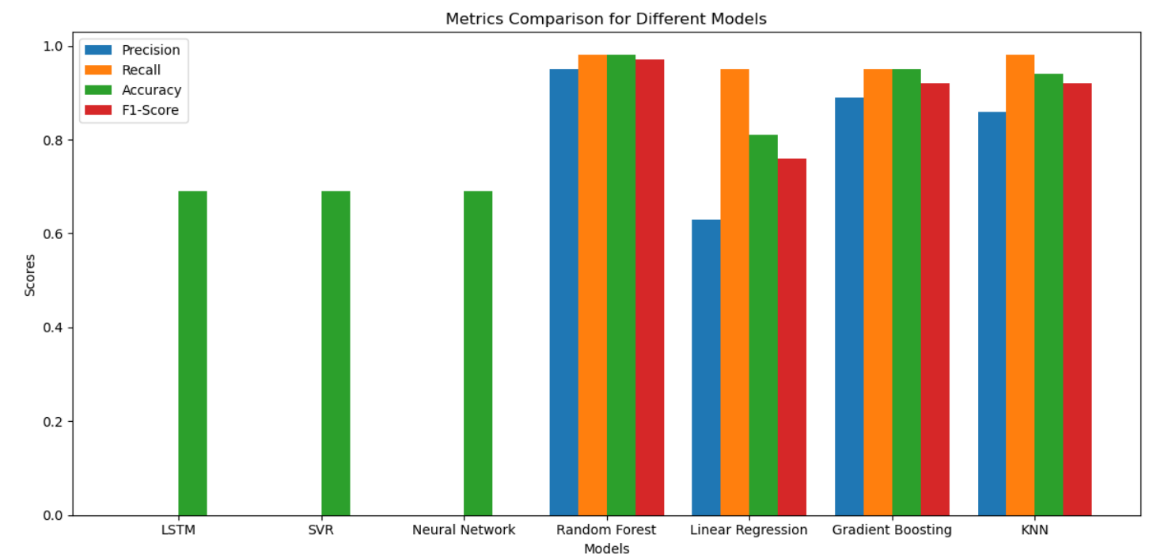 Metrics Comparison for Different Models
1.0
0.8
0.6
0.4
0.2
0.0
Scores
Precision
Recall
Accuracy
F1-Score
LSTM
SVR
Neural Network
Random Forest
Linear Regression
Gradient Boosting
KNN
Models